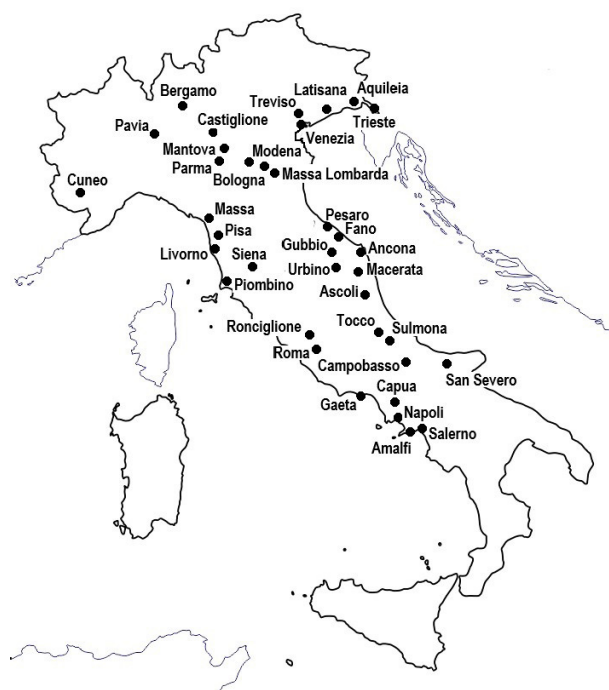 Bergamo
Latisana
Aquileia
Treviso
Castiglione
Trieste
Pavia
Venezia
Mantova
Modena
Parma
Massa Lombarda
Bologna
Cuneo
Massa
Pesaro
Pisa
Fano
Gubbio
Ancona
Livorno
Siena
Urbino
Macerata
Piombino
Ascoli
Ronciglione
Tocco
Sulmona
Roma
Campobasso
San Severo
Capua
Gaeta
Napoli
Salerno
Amalfi